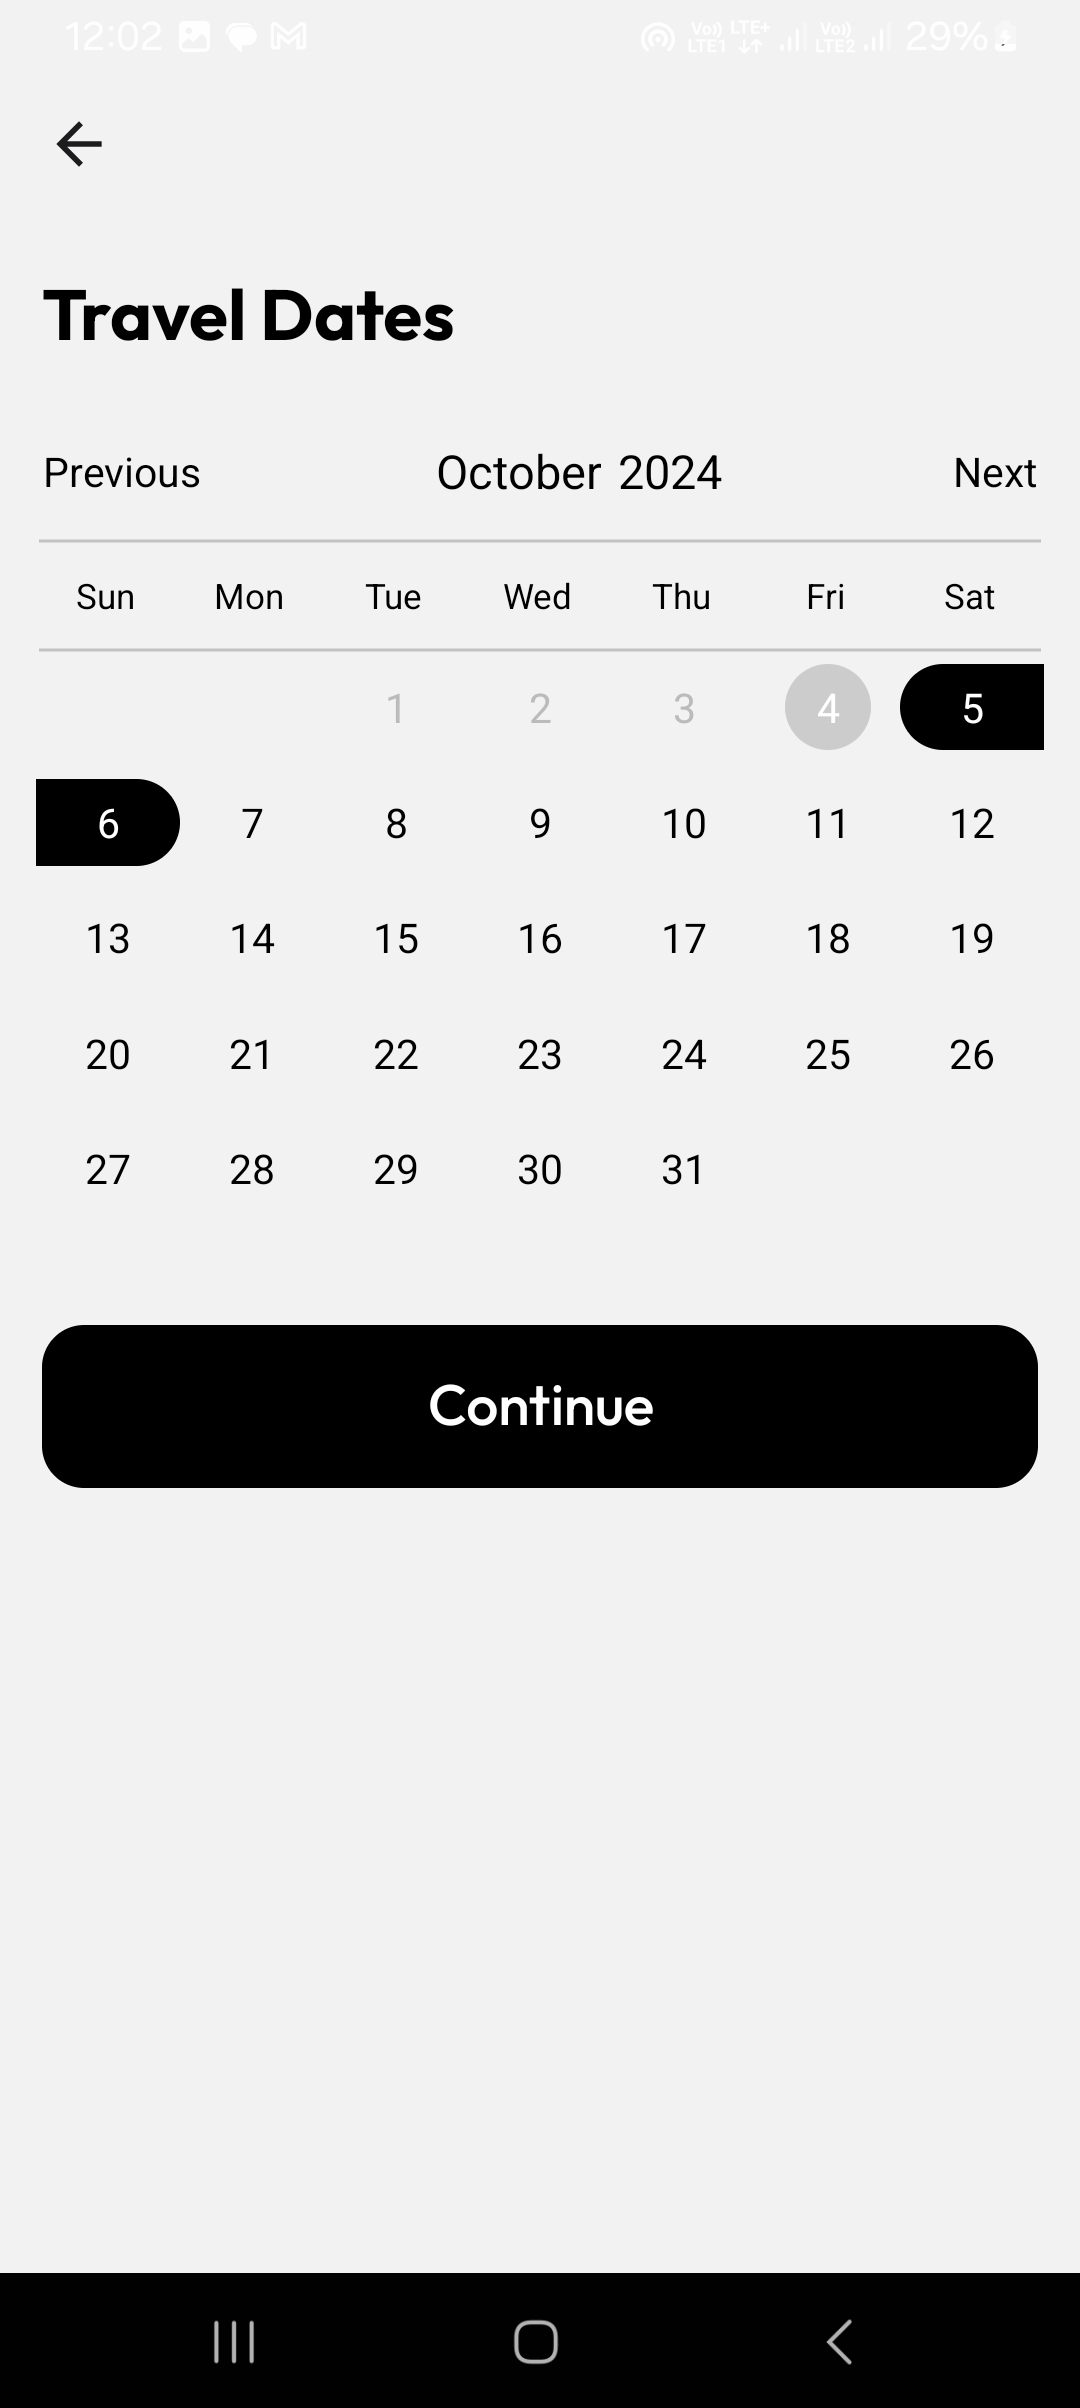 12:02 Vo)) LTE1 LTE+ Vo)) LTE2 29%
Travel Dates
Previous October 2024 Next
Sun Mon Tue Wed Thu Fri Sat
1 2 3 4 5
6 7 8 9 10 11 12
13 14 15 16 17 18 19
20 21 22 23 24 25 26
27 28 29 30 31
Continue